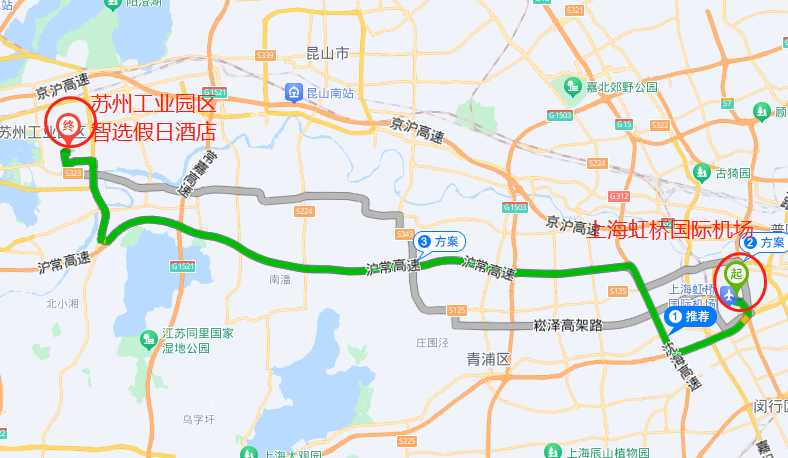 阳澄湖
昆山市
S339
S321
京沪高速
G1521
昆山南站
嘉北郊野公园
苏州工业园区
智选假日酒店
终
苏州工业
区
G1503
G15
S322
S7
顾
京沪高速
常嘉高速
S224
古猗园
S323
G312
S224
G1503
京沪高速
上海虹桥国际机场
普
S343
3 方案
2 方案
沪常高速
G1521
沪常高速
沪常高速
南潘
起
上海虹桥
国际机场
北小湘
S125
S125
1 推荐
江苏同里国家
湿地公园
崧泽高架路
庄围泾
青浦区
沈海高速
闵行区
乌字圩
S225
上海大观园
上海辰山植物园